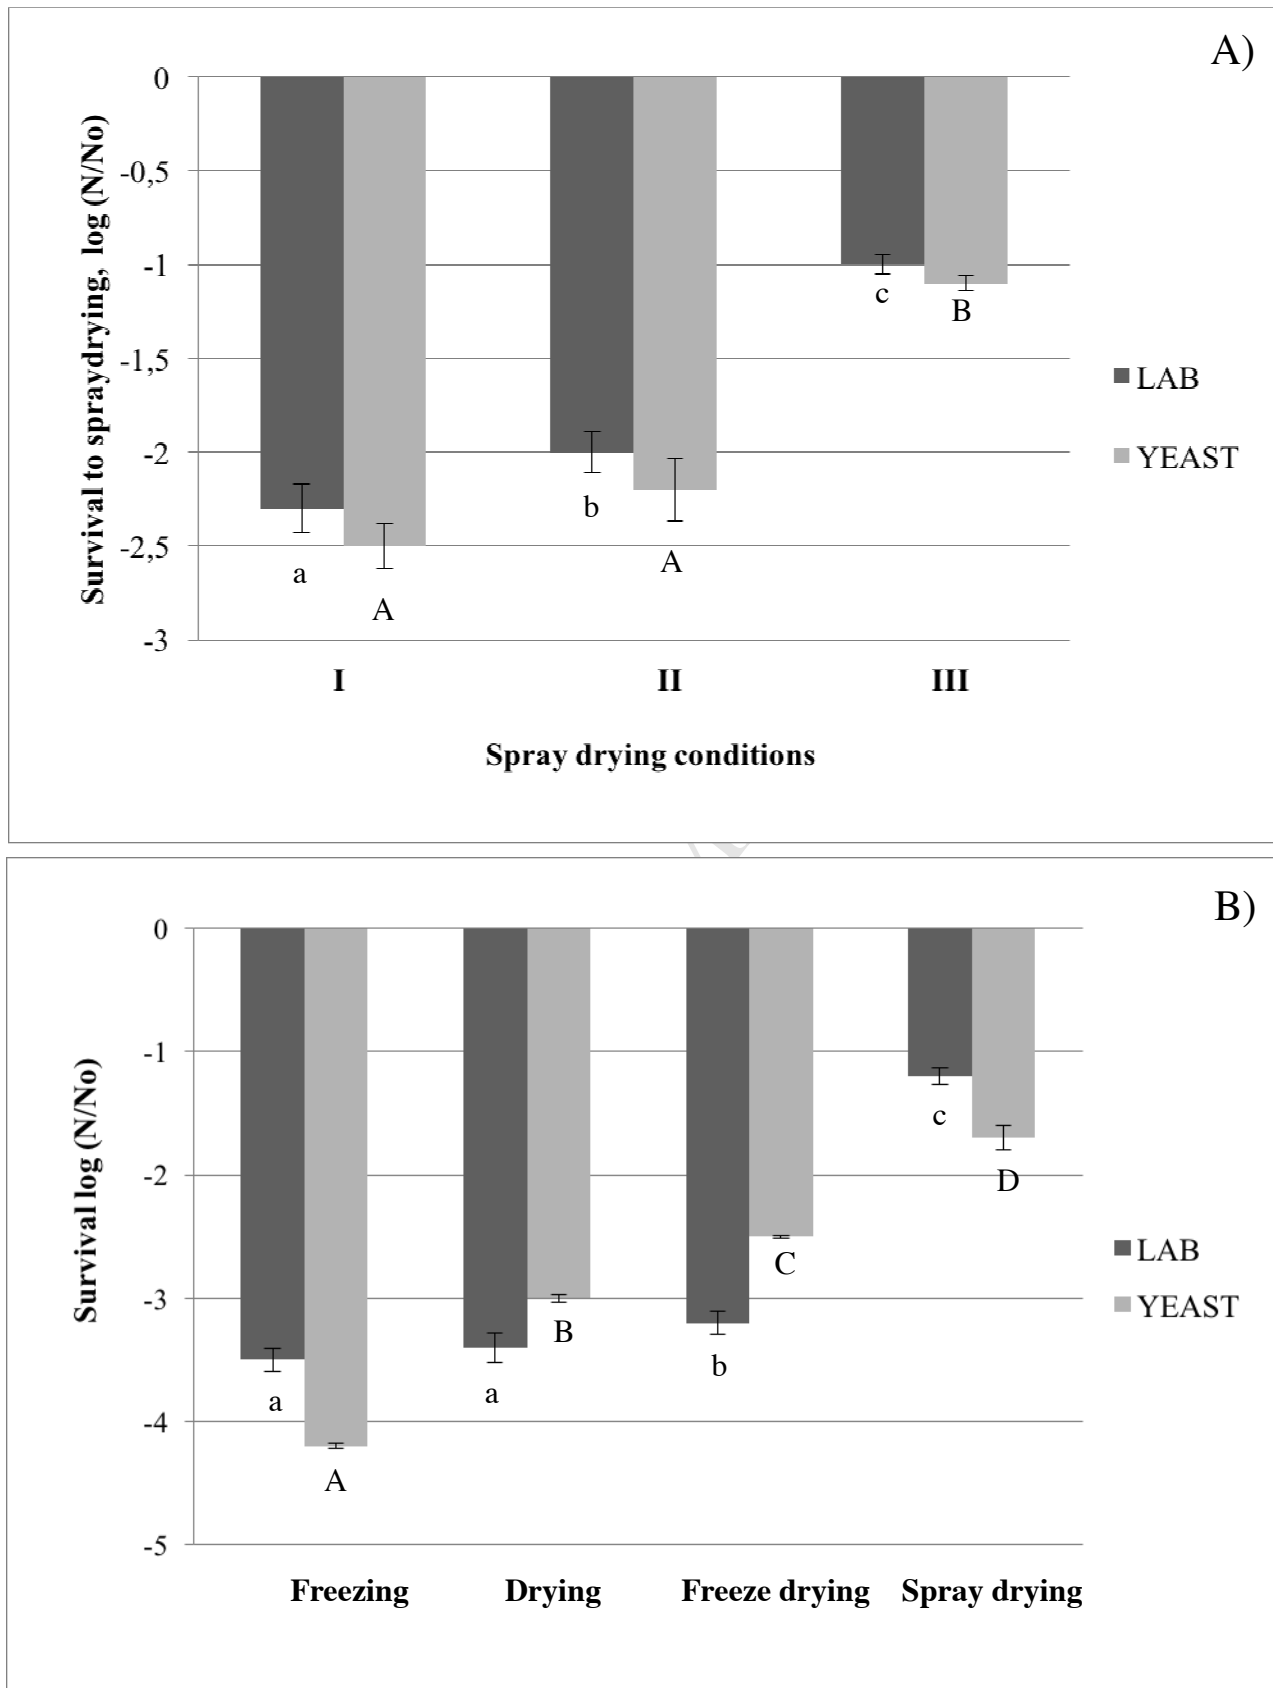 A)
0
-0,5
-1
-1,5
-2
-2,5
-3
Survival to spraydrying, log (N/No)
a
A
b
A
c
B
LAB
YEAST
I II III
Spray drying conditions
B)
0
-1
-2
-3
-4
-5
Survival log (N/No)
a
A
a
B
b
C
c
D
LAB
YEAST
Freezing Drying Freeze drying Spray drying